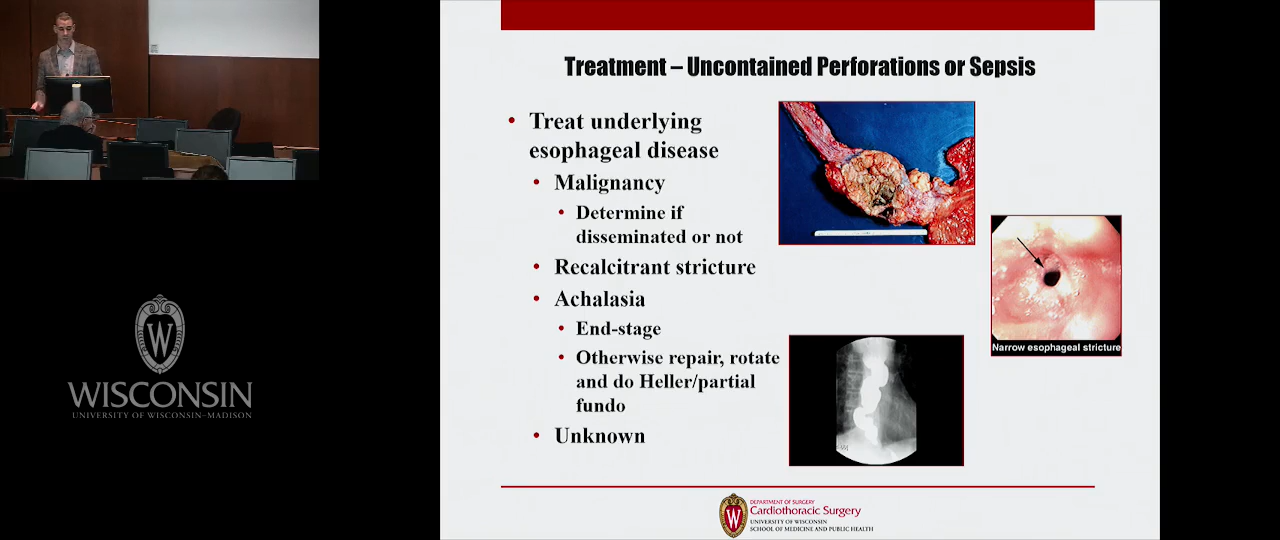 Treatment – Uncontained Perforations or Sepsis
• Treat underlying
esophageal disease
• Malignancy
• Determine if
disseminated or not
• Recalcitrant stricture
• Achalasia
• End-stage
• Otherwise repair, rotate
and do Heller/partial
fundo
• Unknown
Narrow esophageal stricture
W
WISCONSIN
UNIVERSITY OF WISCONSIN–MADISON
W
DEPARTMENT OF SURGERY
Cardiothoracic Surgery
UNIVERSITY OF WISCONSIN
SCHOOL OF MEDICINE AND PUBLIC HEALTH